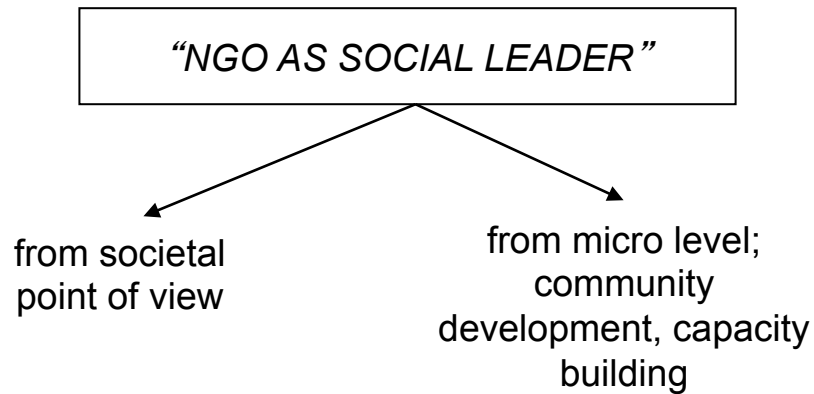 “NGO AS SOCIAL LEADER”
from societal
point of view
from micro level;
community
development, capacity
building